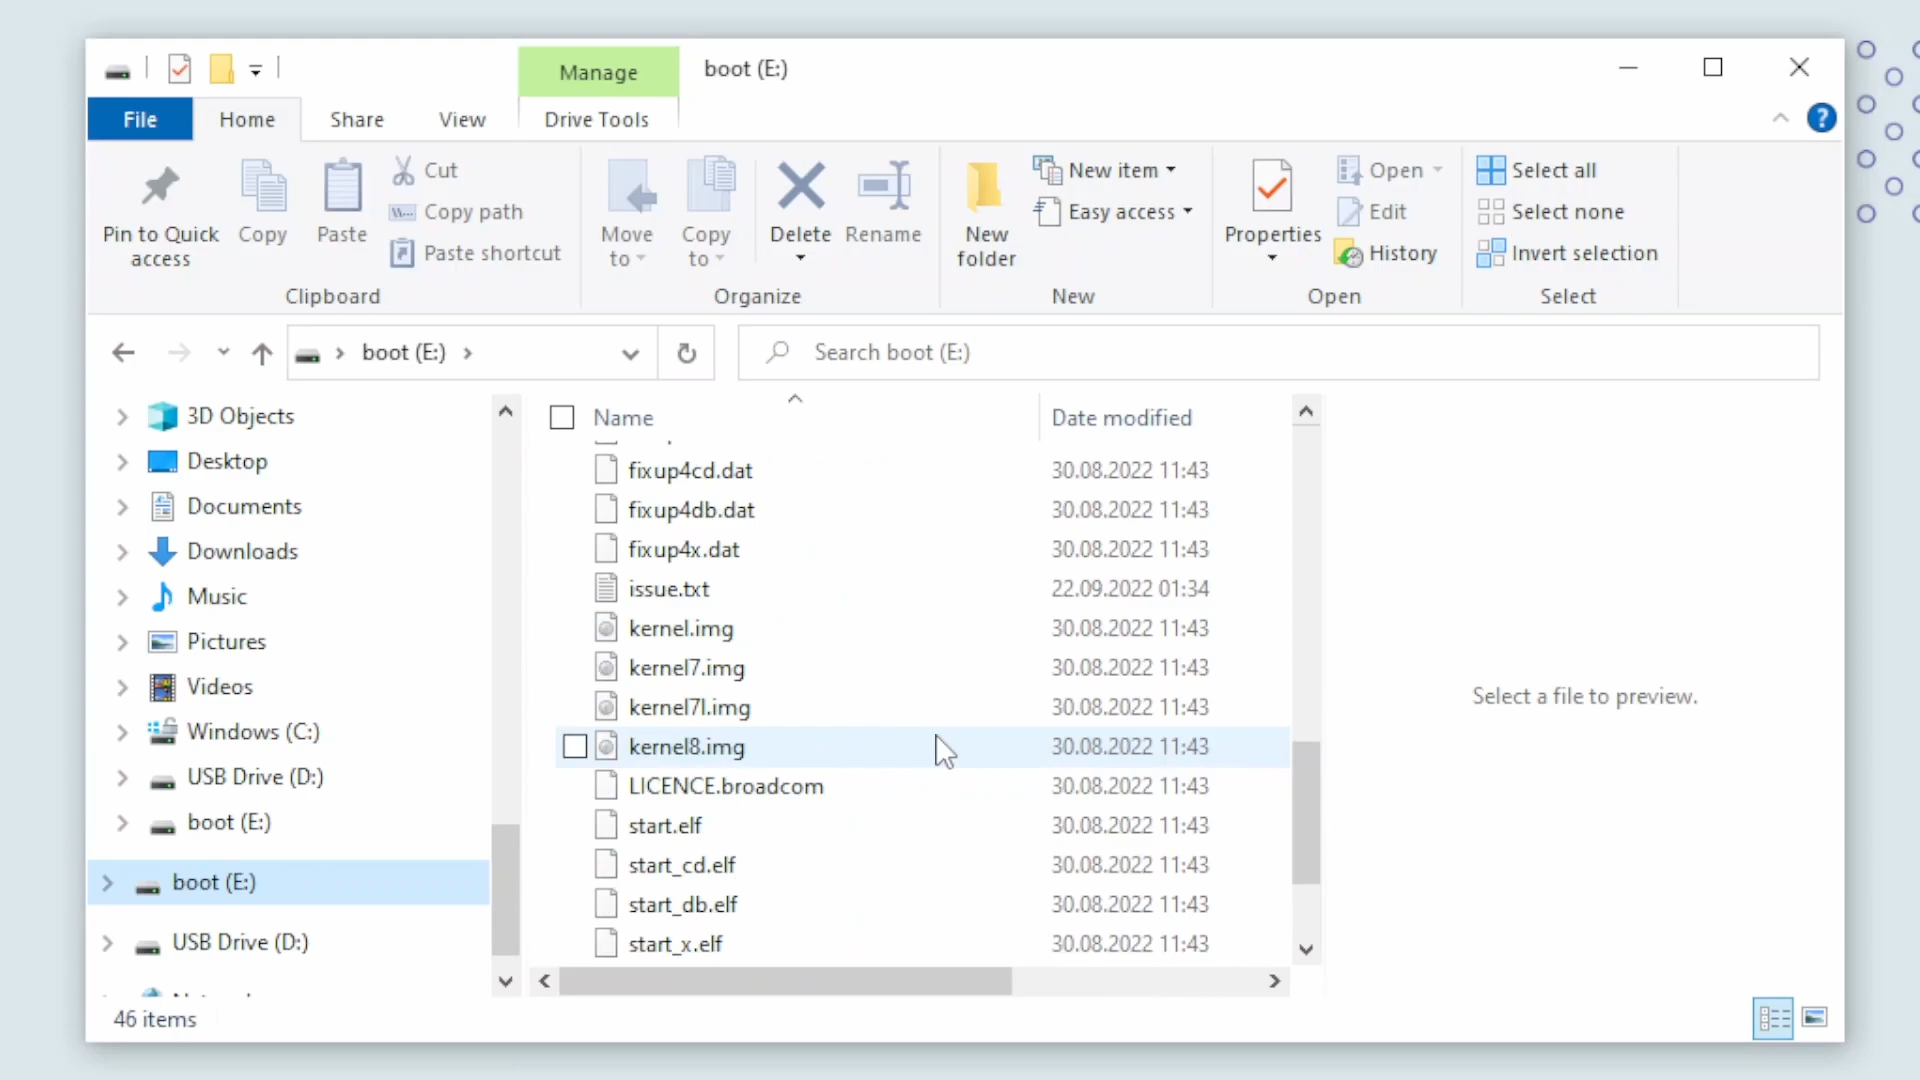 Manage
boot (E:)
File
Home
Share
View
Drive Tools
Pin to Quick
access
Copy
Paste
Cut
Copy path
Paste shortcut
Clipboard
Move
to
Copy
to
Delete
Rename
Organize
New
folder
New item
Easy access
New
Properties
Open
Edit
History
Open
Select all
Select none
Invert selection
Select
boot (E:)
Search boot (E:)
3D Objects
Desktop
Documents
Downloads
Music
Pictures
Videos
Windows (C:)
USB Drive (D:)
boot (E:)
boot (E:)
USB Drive (D:)
Name
Date modified
fixup4cd.dat 30.08.2022 11:43
fixup4db.dat 30.08.2022 11:43
fixup4x.dat 30.08.2022 11:43
issue.txt 22.09.2022 01:34
kernel.img 30.08.2022 11:43
kernel7.img 30.08.2022 11:43
kernel7l.img 30.08.2022 11:43
kernel8.img 30.08.2022 11:43
LICENCE.broadcom 30.08.2022 11:43
start.elf 30.08.2022 11:43
start_cd.elf 30.08.2022 11:43
start_db.elf 30.08.2022 11:43
start_x.elf 30.08.2022 11:43
Select a file to preview.
46 items